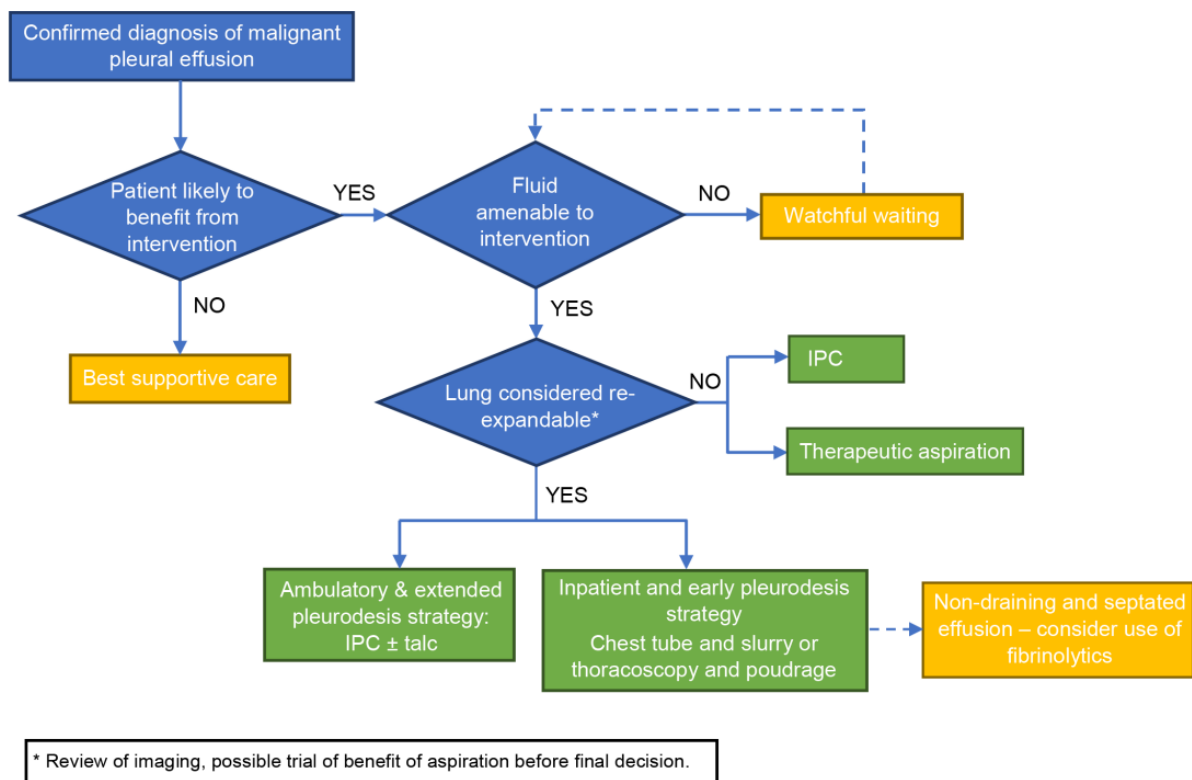 Confirmed diagnosis of malignant
pleural effusion
Patient likely to
benefit from
intervention
YES
Fluid
amenable to
intervention
NO
Watchful waiting
NO
YES
Best supportive care
Lung considered re-
expandable*
NO
IPC
Therapeutic aspiration
YES
Ambulatory & extended
pleurodesis strategy:
IPC ± talc
Inpatient and early pleurodesis
strategy
Chest tube and slurry or
thoracoscopy and poudrage
Non-draining and septated
effusion – consider use of
fibrinolytics
* Review of imaging, possible trial of benefit of aspiration before final decision.